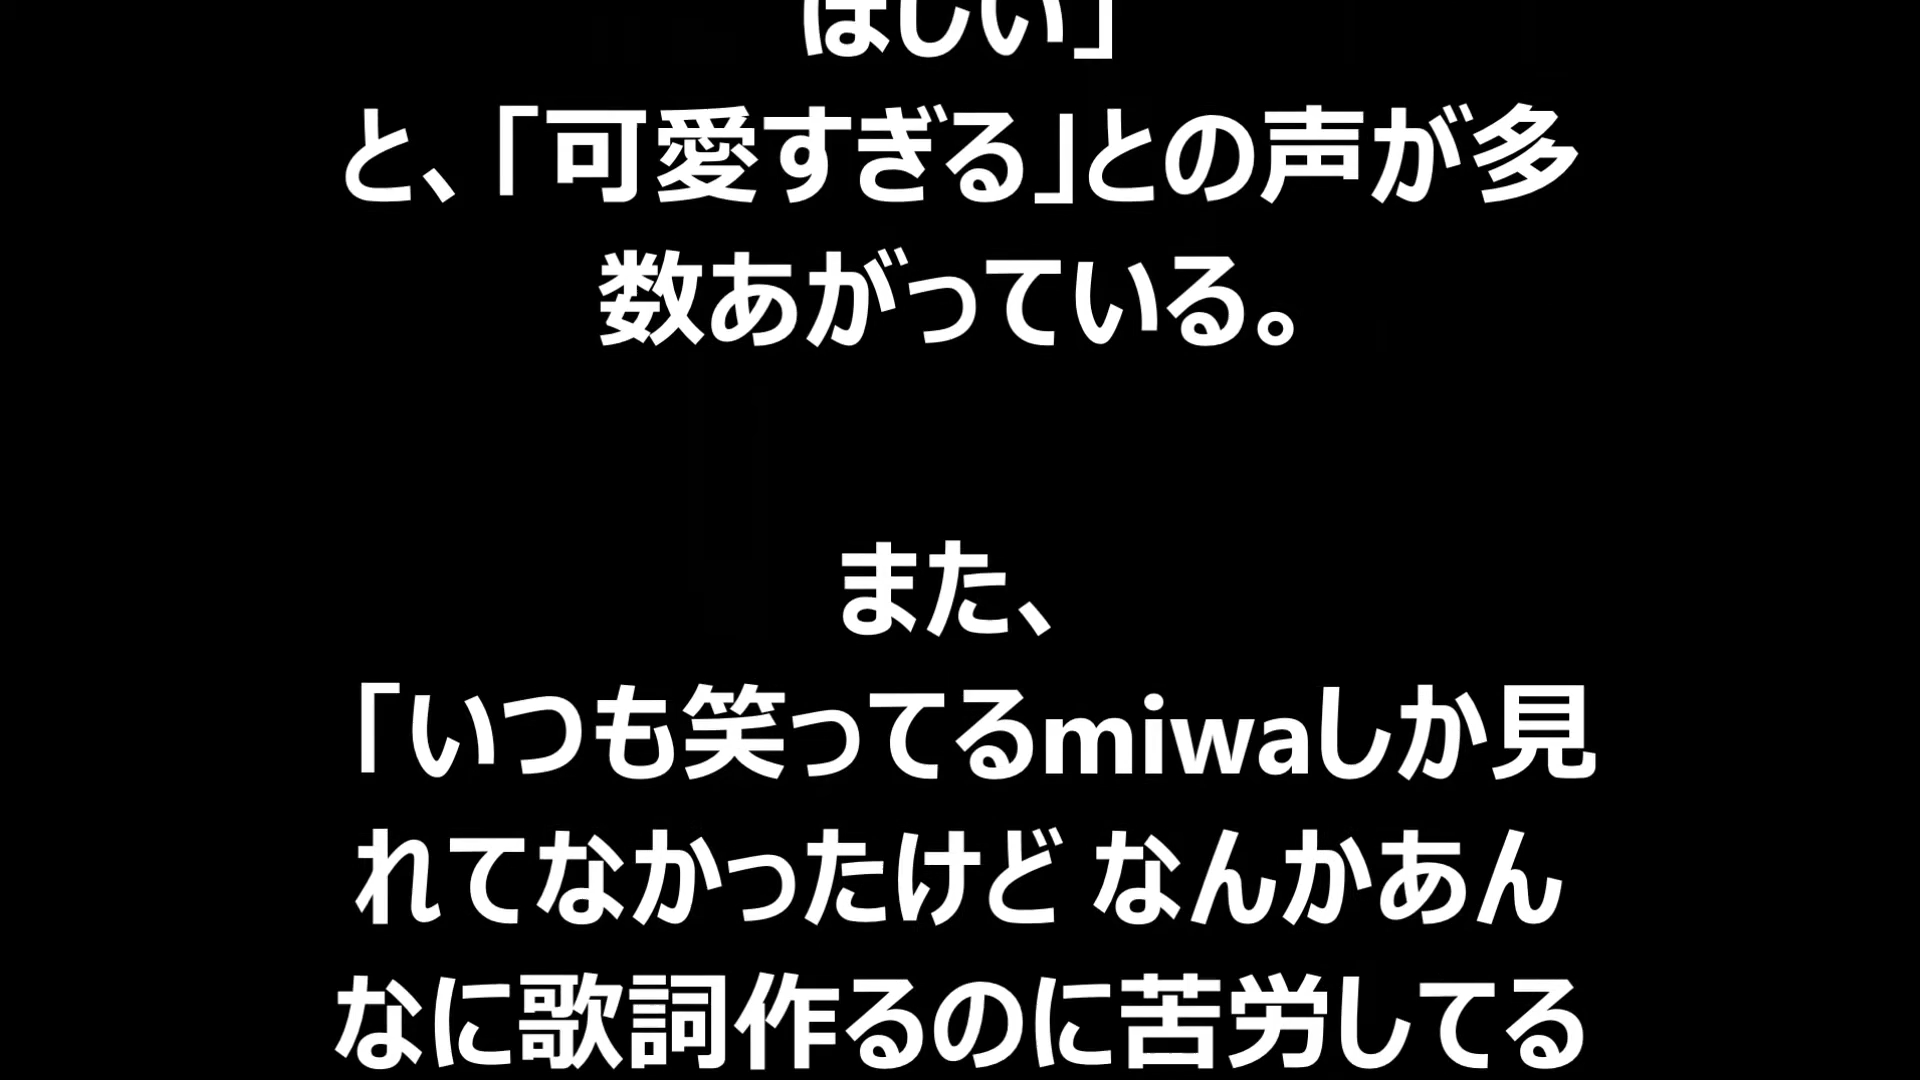 ほしい」
と、「可愛すぎる」との声が多
数あがっている。
また、
「いつも笑ってるmiwaしか見
れてなかったけど なんかあん
なに歌詞作るのに苦労してる